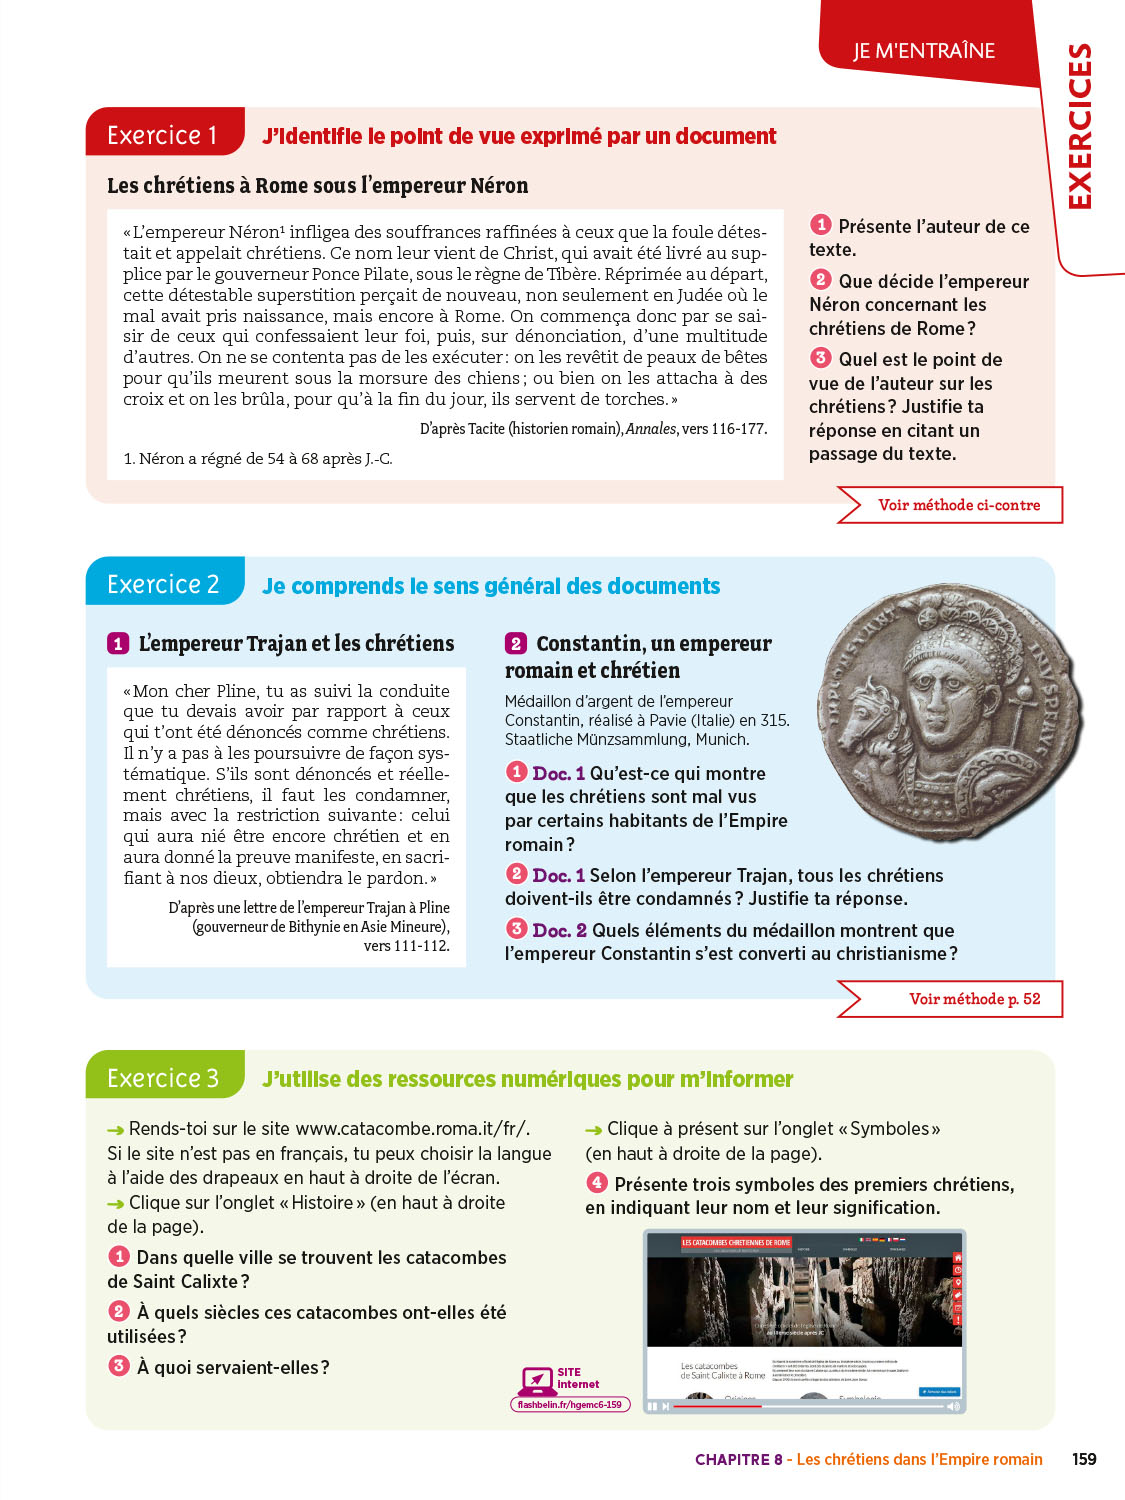 JE M'ENTRAÎNE
EXERCICES
Exercice 1
J'identifie le point de vue exprimé par un document
Les chrétiens à Rome sous l'empereur Néron
« L'empereur Néron¹ infligea des souffrances raffinées à ceux que la foule détes-
tait et appelait chrétiens. Ce nom leur vient de Christ, qui avait été livré au sup-
plice par le gouverneur Ponce Pilate, sous le règne de Tibère. Réprimée au départ,
cette détestable superstition perçait de nouveau, non seulement en Judée où le
mal avait pris naissance, mais encore à Rome. On commença donc par se sai-
sir de ceux qui confessaient leur foi, puis, sur dénonciation, d'une multitude
d'autres. On ne se contenta pas de les exécuter : on les revêtit de peaux de bêtes
pour qu'ils meurent sous la morsure des chiens ; ou bien on les attacha à des
croix et on les brûla, pour qu'à la fin du jour, ils servent de torches. »
D'après Tacite (historien romain), Annales, vers 116-177.
1. Néron a régné de 54 à 68 après J.-C.
1 Présente l'auteur de ce
texte.
2 Que décide l'empereur
Néron concernant les
chrétiens de Rome ?
3 Quel est le point de
vue de l'auteur sur les
chrétiens ? Justifie ta
réponse en citant un
passage du texte.
Voir méthode ci-contre
Exercice 2
Je comprends le sens général des documents
1 L'empereur Trajan et les chrétiens
« Mon cher Pline, tu as suivi la conduite
que tu devais avoir par rapport à ceux
qui t'ont été dénoncés comme chrétiens.
Il n'y a pas à les poursuivre de façon sys-
tématique. S'ils sont dénoncés et réelle-
ment chrétiens, il faut les condamner,
mais avec la restriction suivante : celui
qui aura nié être encore chrétien et en
aura donné la preuve manifeste, en sacri-
fiant à nos dieux, obtiendra le pardon. »
D'après une lettre de l'empereur Trajan à Pline
(gouverneur de Bithynie en Asie Mineure),
vers 111-112.
2 Constantin, un empereur
romain et chrétien
Médaillon d'argent de l'empereur
Constantin, réalisé à Pavie (Italie) en 315.
Staatliche Münzsammlung, Munich.
1 Doc. 1 Qu'est-ce qui montre
que les chrétiens sont mal vus
par certains habitants de l'Empire
romain ?
2 Doc. 1 Selon l'empereur Trajan, tous les chrétiens
doivent-ils être condamnés ? Justifie ta réponse.
3 Doc. 2 Quels éléments du médaillon montrent que
l'empereur Constantin s'est converti au christianisme ?
Voir méthode p. 52
Exercice 3
J'utilise des ressources numériques pour m'informer
→ Rends-toi sur le site www.catacombe.roma.it/fr/.
Si le site n'est pas en français, tu peux choisir la langue
à l'aide des drapeaux en haut à droite de l'écran.
→ Clique sur l'onglet « Histoire » (en haut à droite
de la page).
1 Dans quelle ville se trouvent les catacombes
de Saint Calixte ?
2 À quels siècles ces catacombes ont-elles été
utilisées ?
3 À quoi servaient-elles ?
SITE
Internet
flashbelin.fr/hgemc6-159
→ Clique à présent sur l'onglet « Symboles »
(en haut à droite de la page).
4 Présente trois symboles des premiers chrétiens,
en indiquant leur nom et leur signification.
LES CATACOMBES CHRETIENNES DE ROME
Les catacombes
de Saint Calixte à Rome
CHAPITRE 8 - Les chrétiens dans l'Empire romain 159